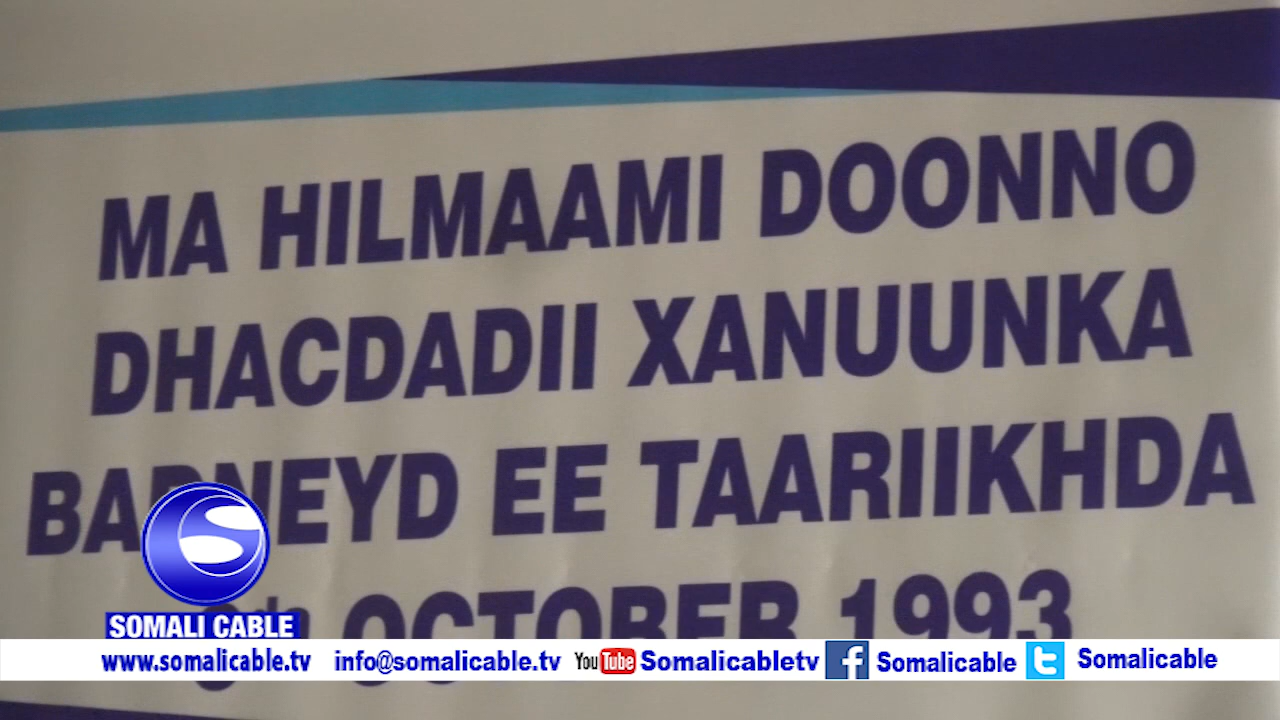 MA HILMAAMI DOONNO
DHACDADII XANUUNKA
EE TAARIIKHDA
OCTOBER 1993
SOMALI CABLE
www.somalicable.tv info@somalicable.tv YouTube Somalicabletv f Somalicable Somalicable